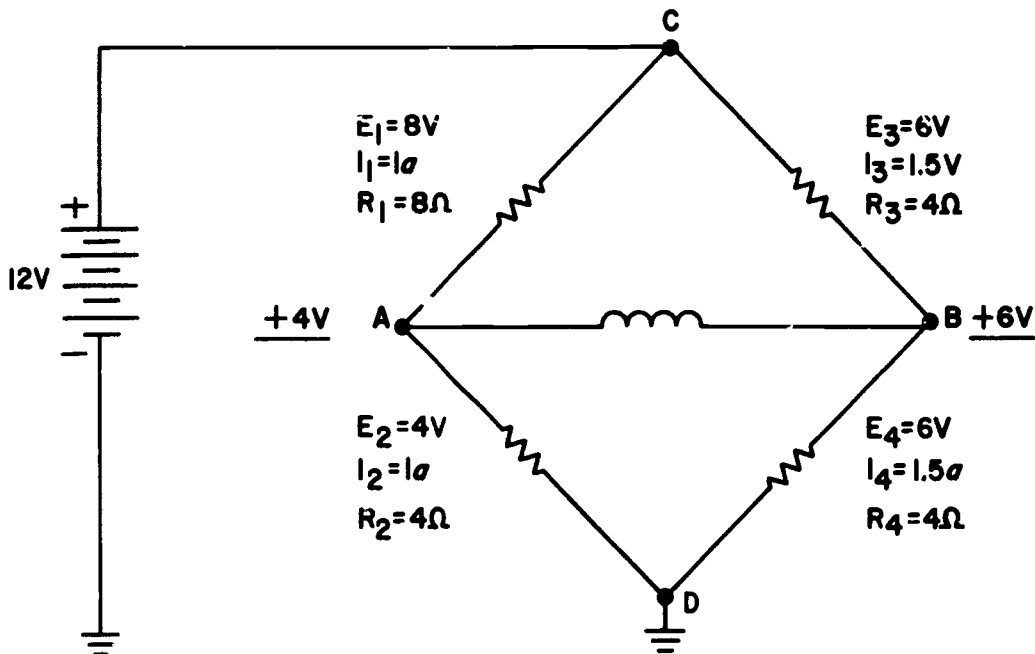 C
E1=8V
I1=1a
R1=8Ω
E3=6V
I3=1.5V
R3=4Ω
+
12V
−
+4V
A
B
+6V
E2=4V
I2=1a
R2=4Ω
E4=6V
I4=1.5a
R4=4Ω
D